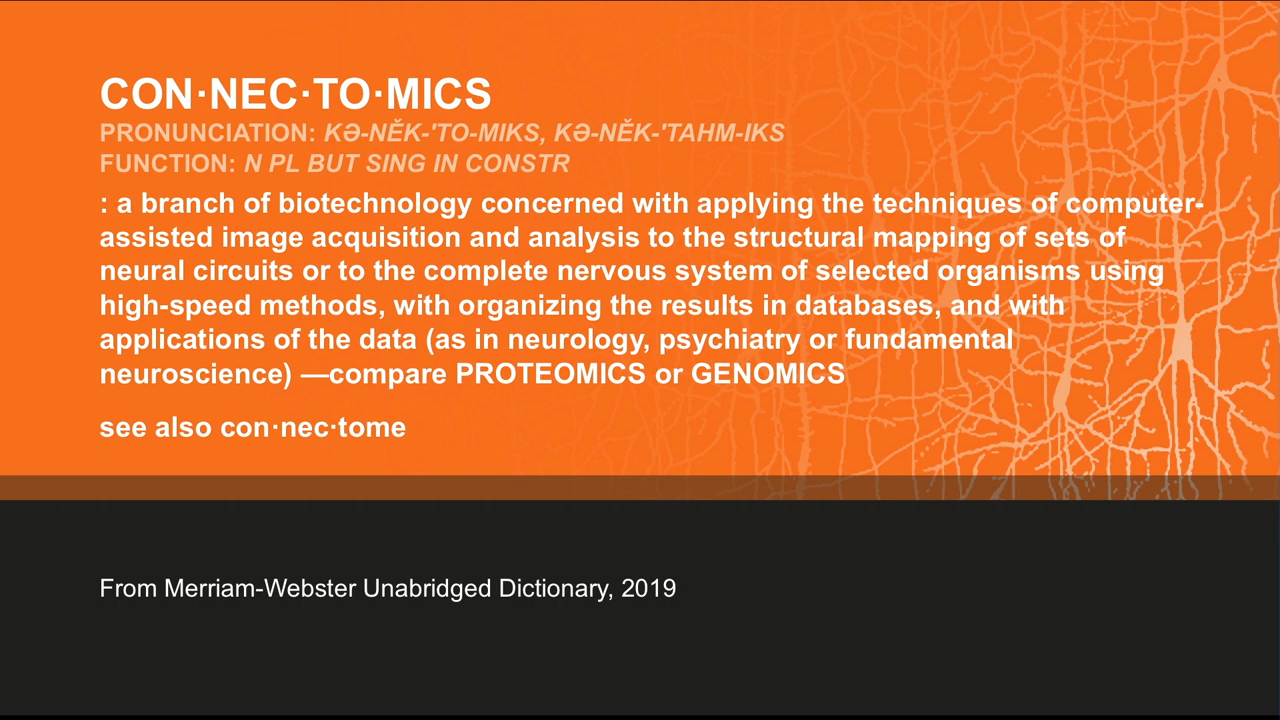 CON·NEC·TO·MICS
PRONUNCIATION: KƏ-NĔK-'TO-MIKS, KƏ-NĔK-'TAHM-IKS
FUNCTION: N PL BUT SING IN CONSTR
: a branch of biotechnology concerned with applying the techniques of computer-
assisted image acquisition and analysis to the structural mapping of sets of
neural circuits or to the complete nervous system of selected organisms using
high-speed methods, with organizing the results in databases, and with
applications of the data (as in neurology, psychiatry or fundamental
neuroscience) —compare PROTEOMICS or GENOMICS
see also con·nec·tome
From Merriam-Webster Unabridged Dictionary, 2019